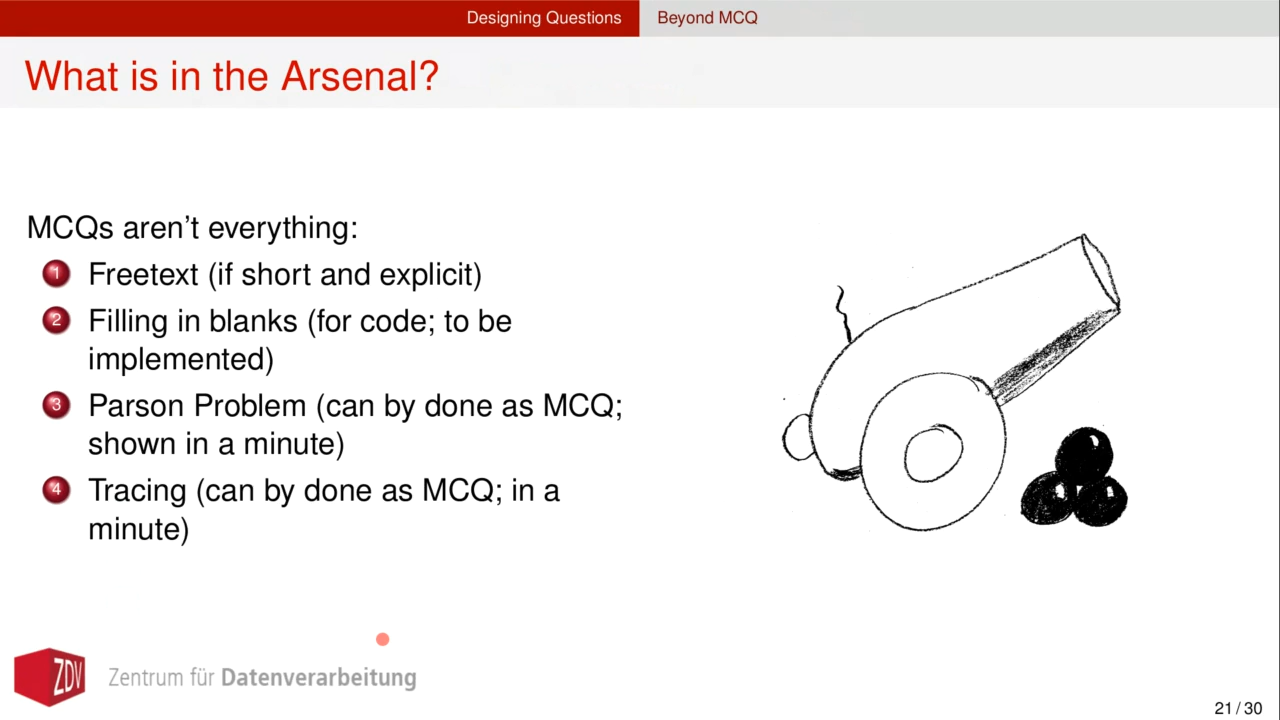 Designing Questions Beyond MCQ
What is in the Arsenal?
MCQs aren't everything:
1 Freetext (if short and explicit)
2 Filling in blanks (for code; to be
implemented)
3 Parson Problem (can by done as MCQ;
shown in a minute)
4 Tracing (can by done as MCQ; in a
minute)
ZDV Zentrum für Datenverarbeitung
21 / 30